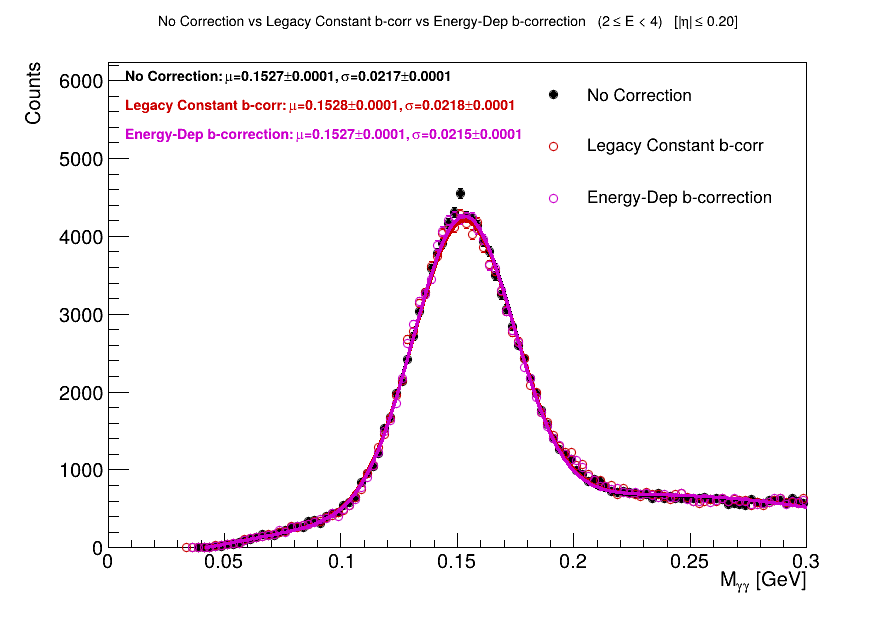 No Correction vs Legacy Constant b-corr vs Energy-Dep b-correction (2 ≤ E < 4) [|η| ≤ 0.20]
Counts
No Correction: μ=0.1527±0.0001, σ=0.0217±0.0001
Legacy Constant b-corr: μ=0.1528±0.0001, σ=0.0218±0.0001
Energy-Dep b-correction: μ=0.1527±0.0001, σ=0.0215±0.0001
No Correction
Legacy Constant b-corr
Energy-Dep b-correction
6000
5000
4000
3000
2000
1000
0
0 0.05 0.1 0.15 0.2 0.25 0.3
M_γγ [GeV]